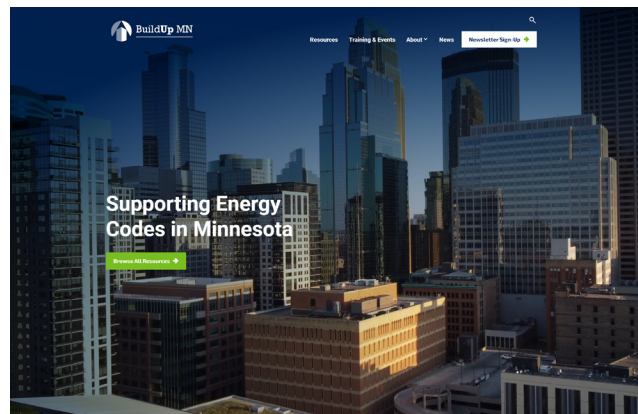 BuildUp MN
Resources
Training & Events
About
News
Newsletter Sign-Up
Supporting Energy
Codes in Minnesota
Browse All Resources